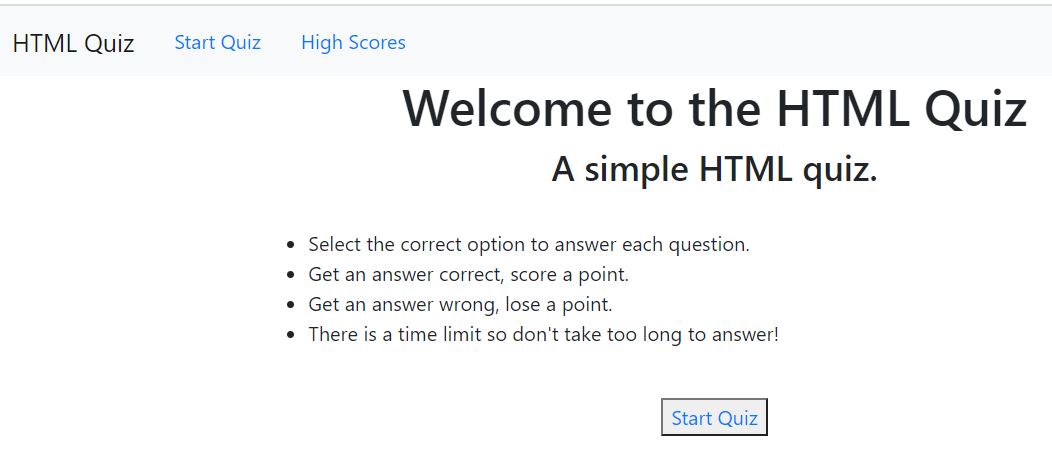 HTML Quiz Start Quiz High Scores
Welcome to the HTML Quiz
A simple HTML quiz.
Select the correct option to answer each question.
Get an answer correct, score a point.
Get an answer wrong, lose a point.
There is a time limit so don't take too long to answer!
Start Quiz